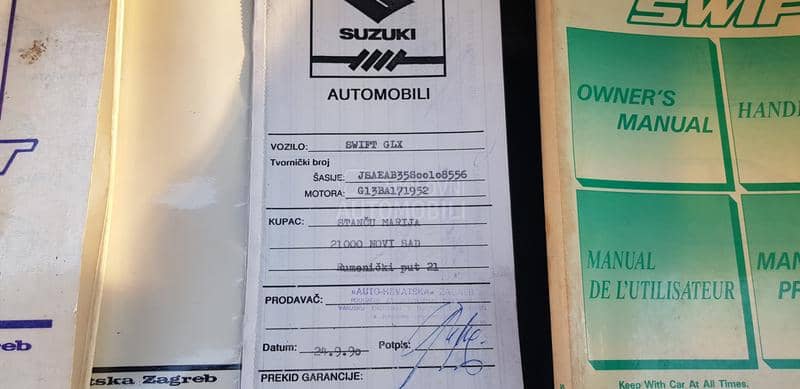 T
eb
tska Zagreb
SUZUKI
AUTOMOBILI
VOZILO: SWIFT GLX
Tvornički broj
ŠASIJE: JSAEAB35800108556
MOTORA: G13BA171952
KUPAC: STANČU MARIJA
21000 NOVI SAD
Rumenički put 21
PRODAVAČ: «AUTO-HRVATSKA» ZAGREB
Datum: 24.9.90 Potpis:
PREKID GARANCIJE:
AUTOMOBILI
SWIF
OWNER'S
MANUAL
HANDI
MANUAL
DE L'UTILISATEUR
MAN
PR
Keep With Car At All Times.